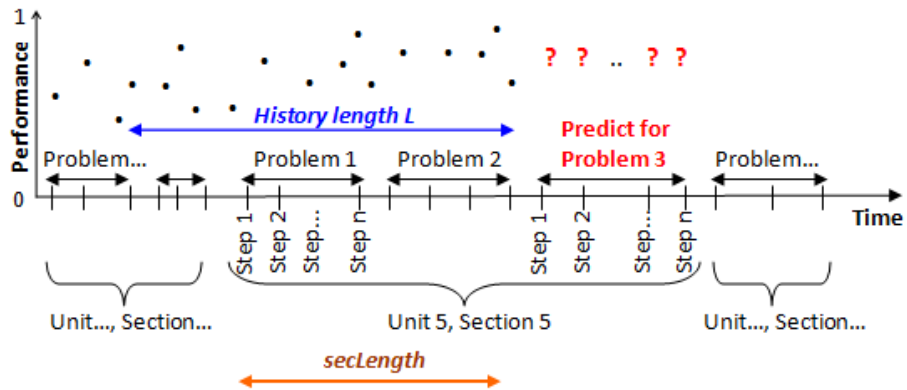 1
Performance
? ? .. ? ?
History length L
Predict for
Problem 3
Problem...
Problem 1
Problem 2
Problem...
0
Time
Step 1
Step 2
Step...
Step n
Step 1
Step 2
Step...
Step n
Unit..., Section...
Unit 5, Section 5
Unit..., Section...
secLength